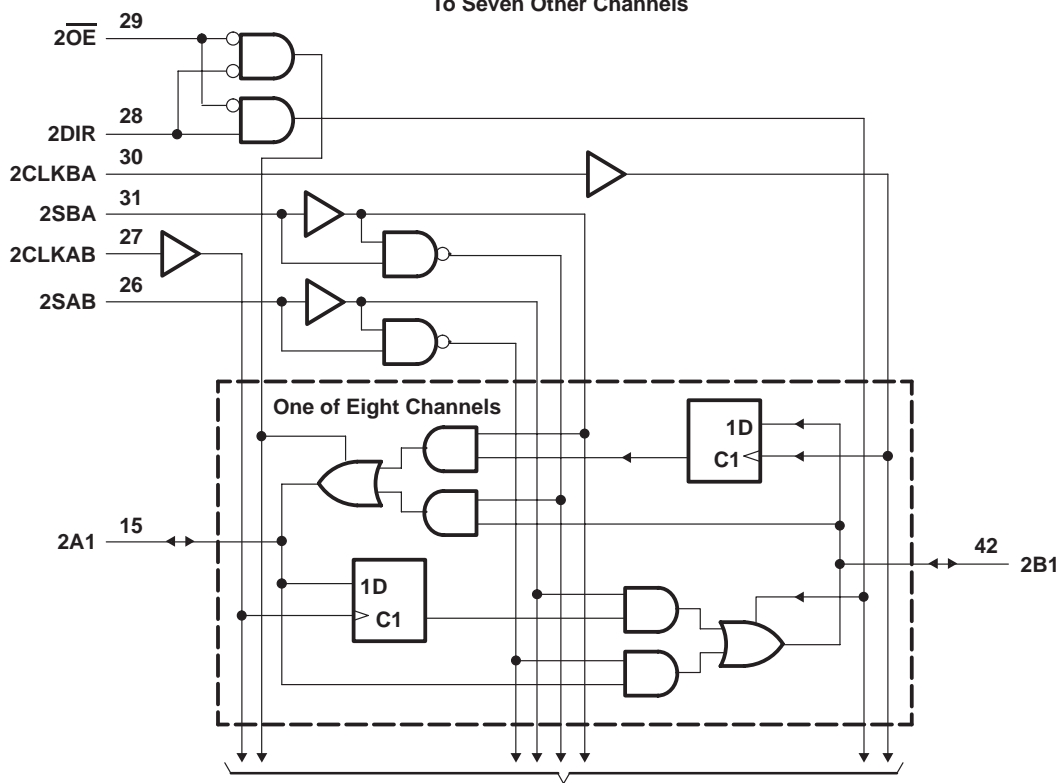 To Seven Other Channels
2O̅E̅ 29
2DIR 28
2CLKBA 30
2SBA 31
2CLKAB 27
2SAB 26
One of Eight Channels
1D
C1
2A1 15
42 2B1
1D
C1